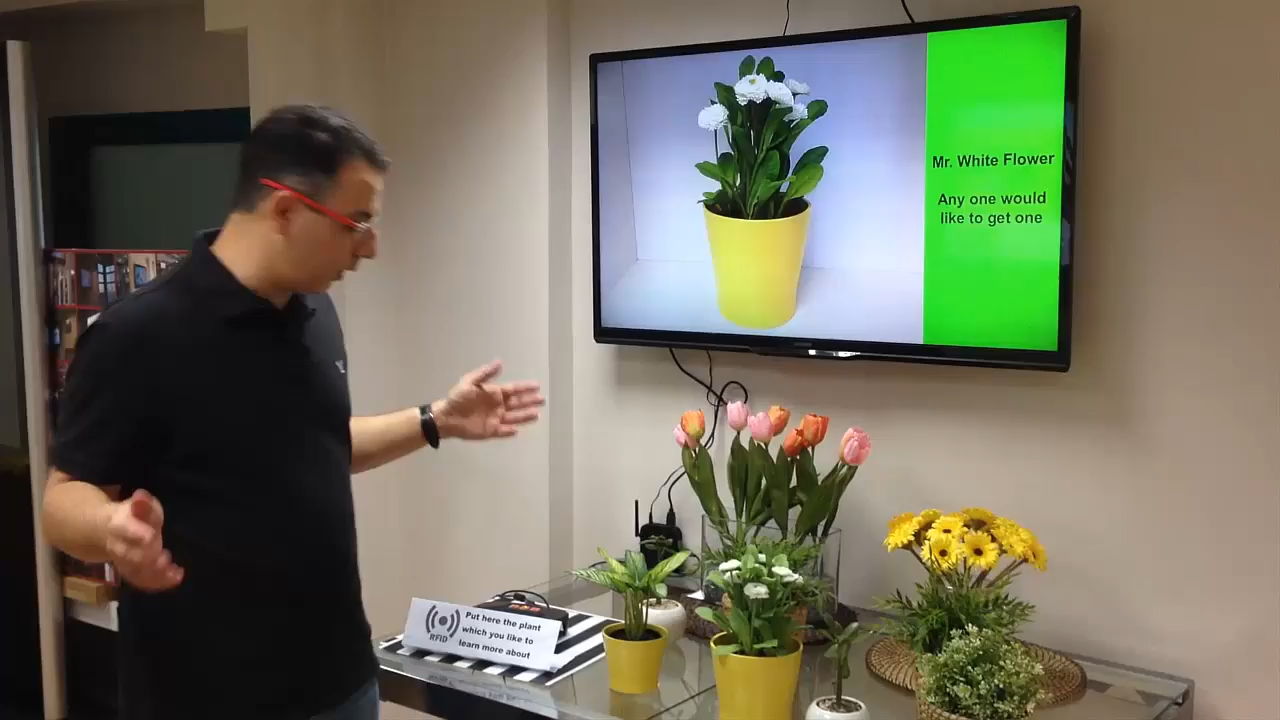 Mr. White Flower
Any one would
like to get one
RFID
Put here the plant
which you like to
learn more about